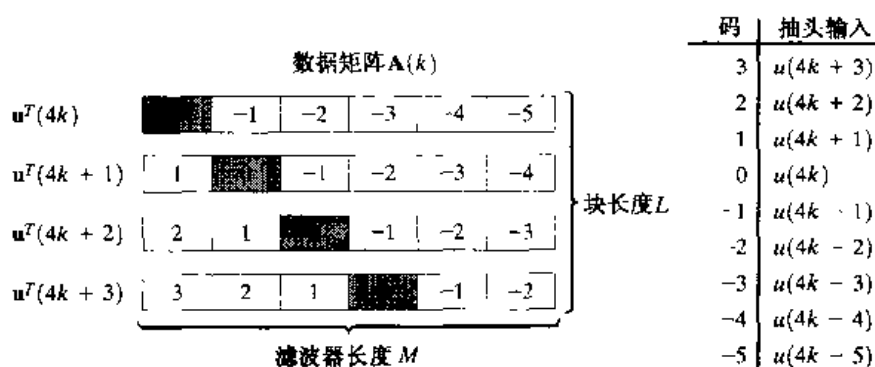 数据矩阵A(k)
u^T(4k) -1 -2 -3 -4 -5
u^T(4k + 1) 1 -1 -2 -3 -4
u^T(4k + 2) 2 1 -1 -2 -3
u^T(4k + 3) 3 2 1 -1 -2
块长度L
滤波器长度 M
码 抽头输入
3 u(4k + 3)
2 u(4k + 2)
1 u(4k + 1)
0 u(4k)
-1 u(4k - 1)
-2 u(4k - 2)
-3 u(4k - 3)
-4 u(4k - 4)
-5 u(4k - 5)